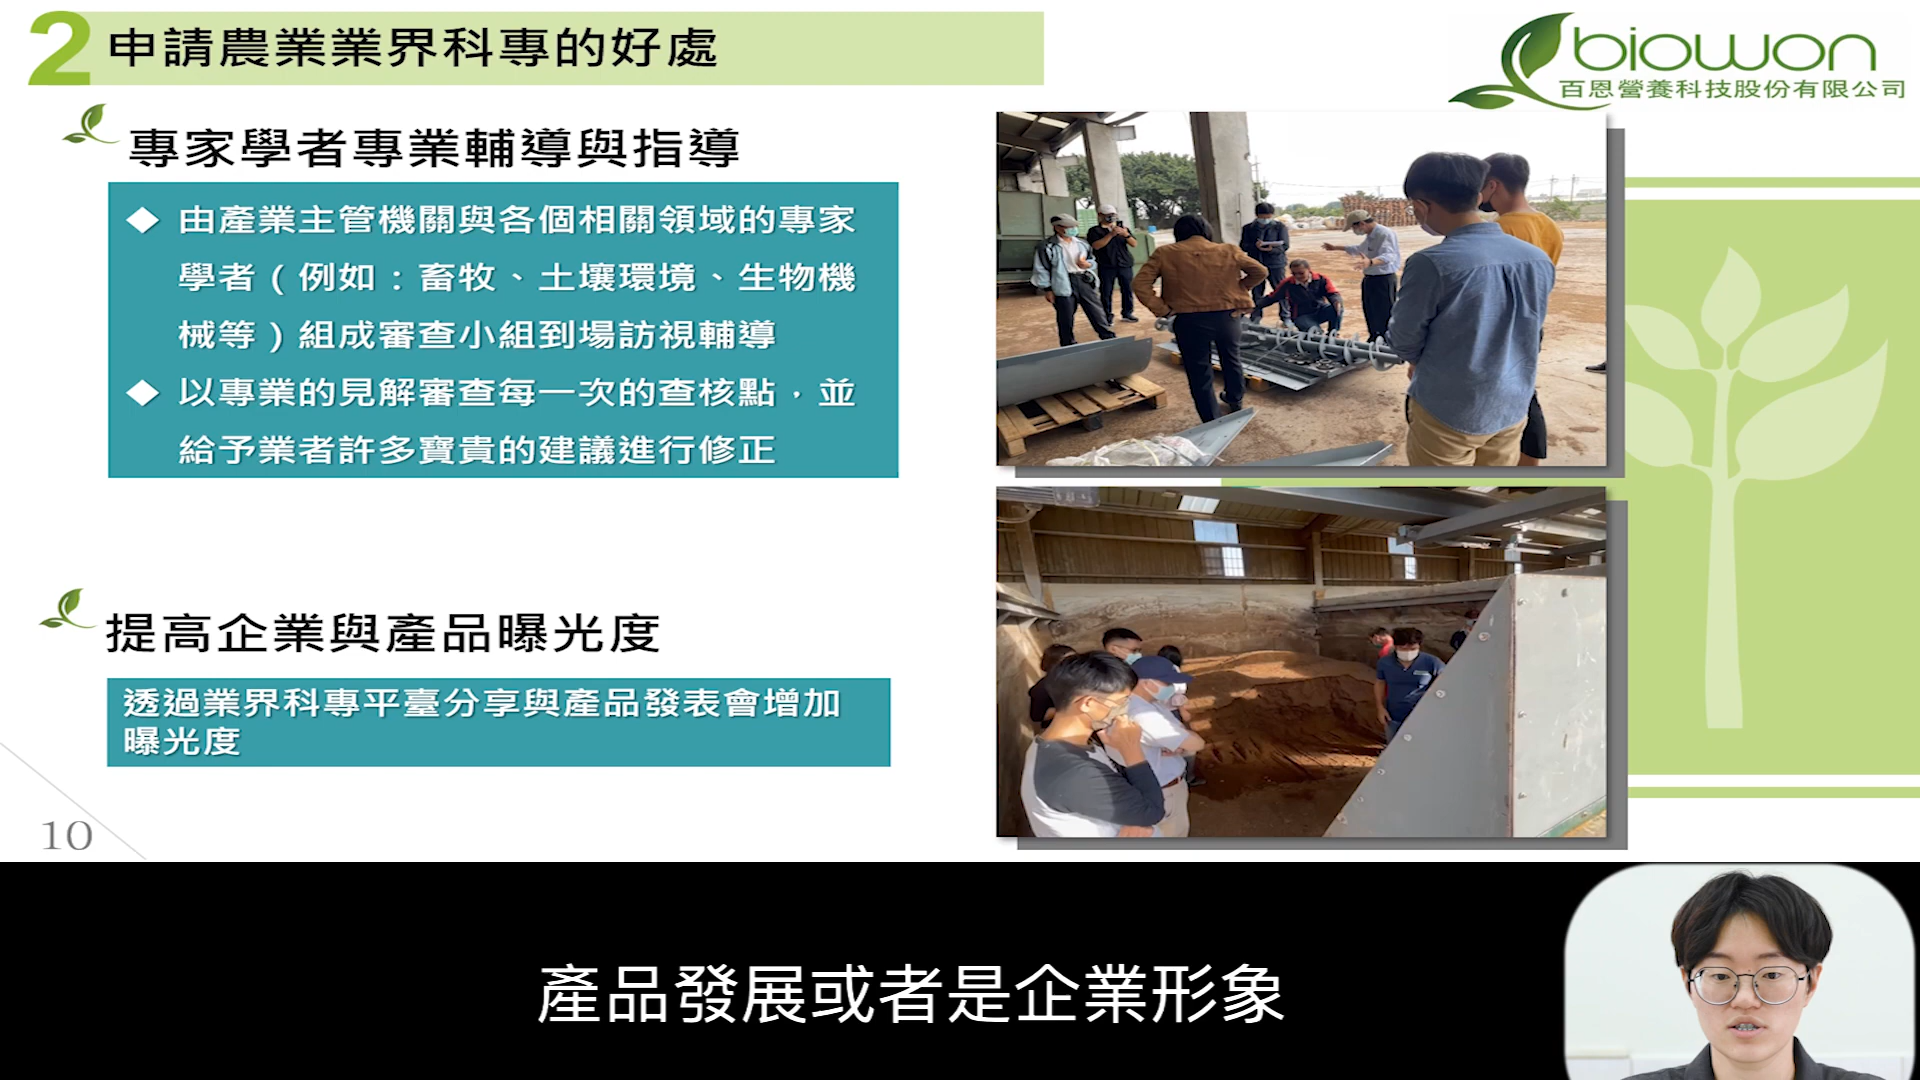 2 申請農業業界科專的好處
biowon
百恩營養科技股份有限公司
專家學者專業輔導與指導
◆ 由產業主管機關與各個相關領域的專家
學者（例如：畜牧、土壤環境、生物機
械等）組成審查小組到場訪視輔導
◆ 以專業的見解審查每一次的查核點，並
給予業者許多寶貴的建議進行修正
提高企業與產品曝光度
透過業界科專平臺分享與產品發表會增加
曝光度
10
產品發展或者是企業形象